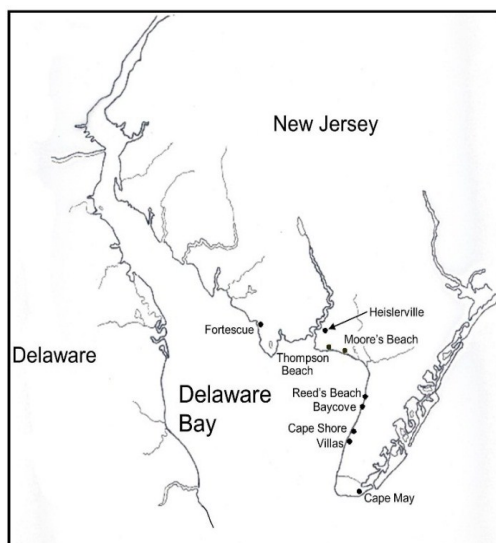 New Jersey
Heislerville
Fortescue
Moore's Beach
Thompson
Beach
Delaware
Delaware
Bay
Reed's Beach
Baycove
Cape Shore
Villas
Cape May